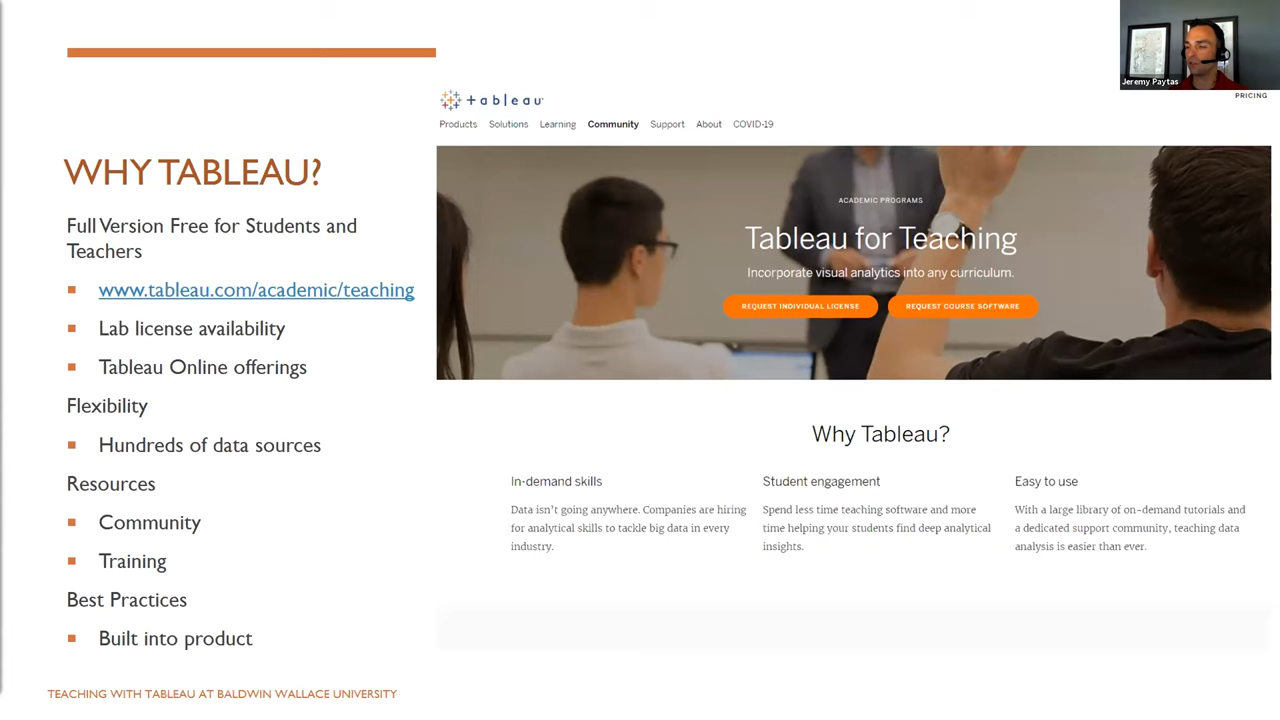 WHY TABLEAU?
Full Version Free for Students and
Teachers
www.tableau.com/academic/teaching
Lab license availability
Tableau Online offerings
Flexibility
Hundreds of data sources
Resources
Community
Training
Best Practices
Built into product
TEACHING WITH TABLEAU AT BALDWIN WALLACE UNIVERSITY
Jeremy Paytas
PRICING
+ableau
Products Solutions Learning Community Support About COVID-19
ACADEMIC PROGRAMS
Tableau for Teaching
Incorporate visual analytics into any curriculum.
REQUEST INDIVIDUAL LICENSE REQUEST COURSE SOFTWARE
Why Tableau?
In-demand skills
Data isn't going anywhere. Companies are hiring
for analytical skills to tackle big data in every
industry.
Student engagement
Spend less time teaching software and more
time helping your students find deep analytical
insights.
Easy to use
With a large library of on-demand tutorials and
a dedicated support community, teaching data
analysis is easier than ever.